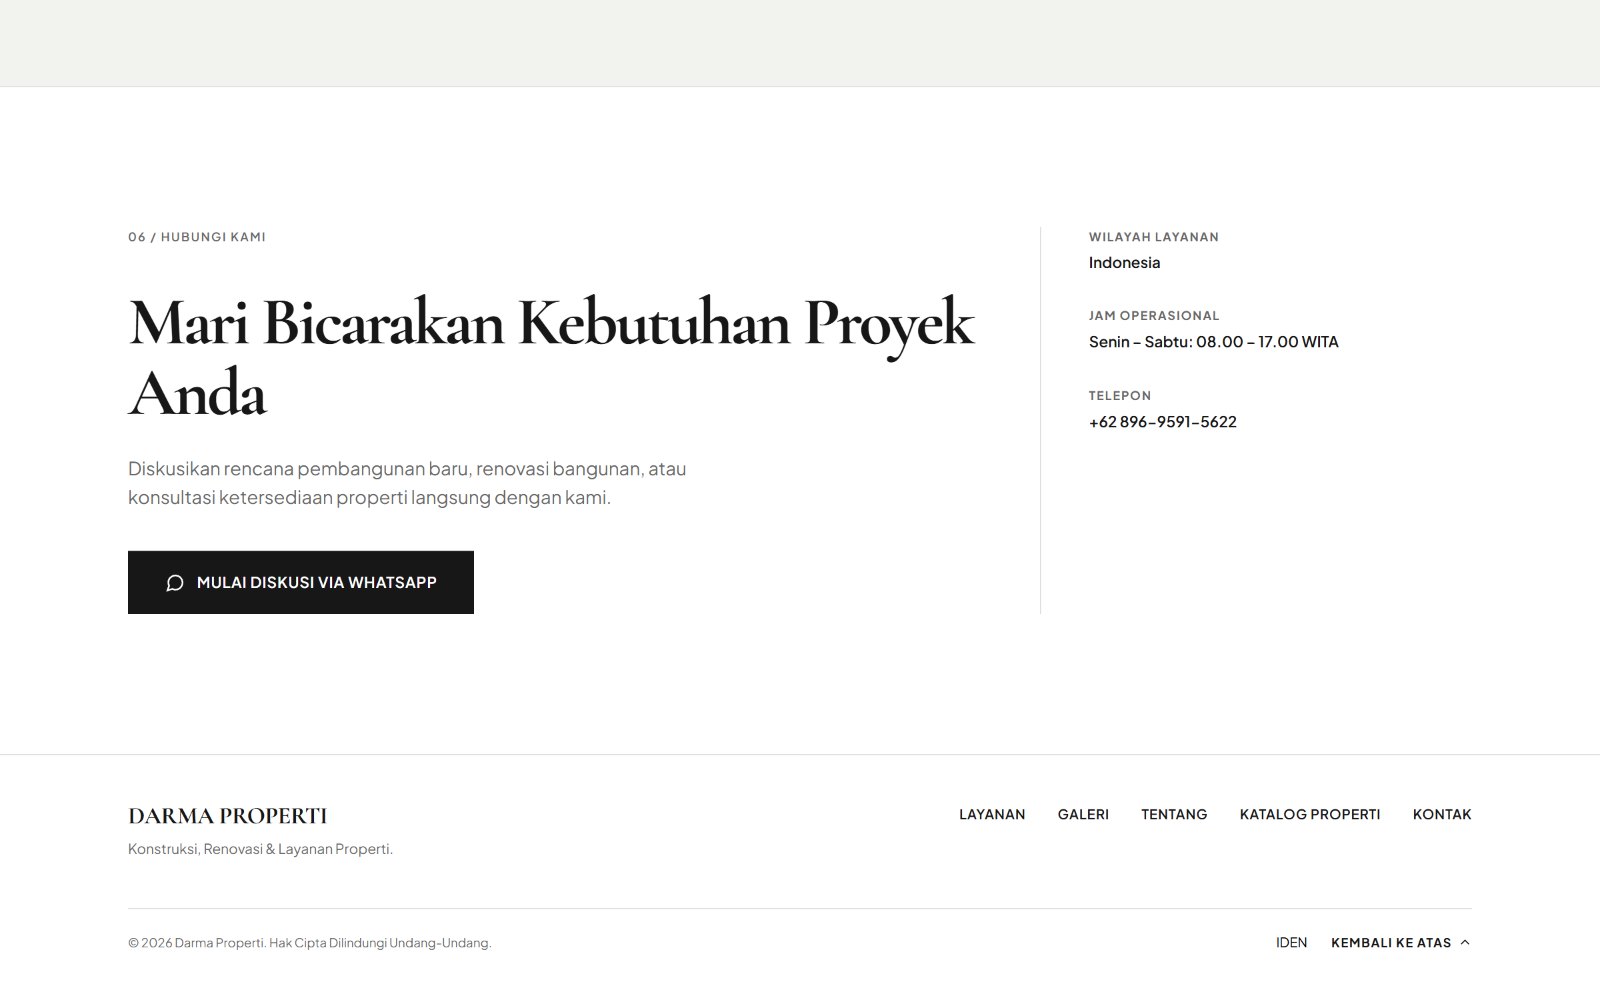 06 / HUBUNGI KAMI
Mari Bicarakan Kebutuhan Proyek
Anda
Diskusikan rencana pembangunan baru, renovasi bangunan, atau
konsultasi ketersediaan properti langsung dengan kami.
MULAI DISKUSI VIA WHATSAPP
WILAYAH LAYANAN
Indonesia
JAM OPERASIONAL
Senin – Sabtu: 08.00 – 17.00 WITA
TELEPON
+62 896-9591-5622
DARMA PROPERTI
Konstruksi, Renovasi & Layanan Properti.
LAYANAN GALERI TENTANG KATALOG PROPERTI KONTAK
© 2026 Darma Properti. Hak Cipta Dilindungi Undang-Undang.
IDEN KEMBALI KE ATAS